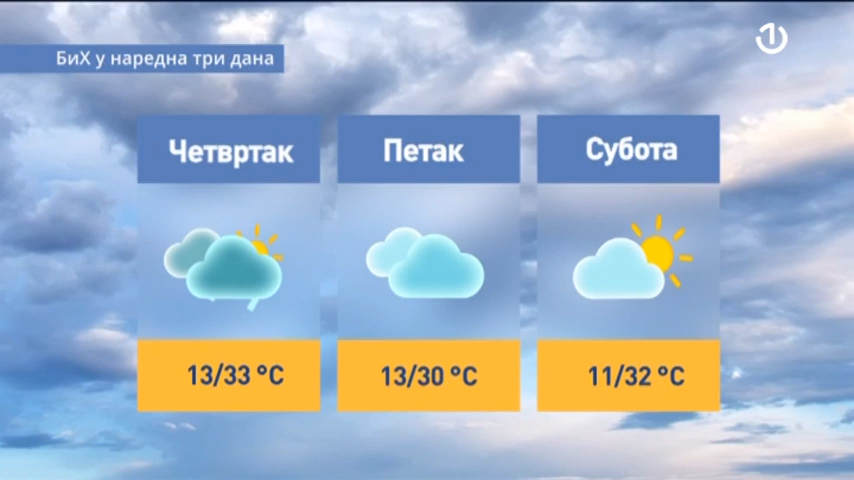 БиХ у наредна три дана
Четвртак
Петак
Субота
13/33 °C
13/30 °C
11/32 °C